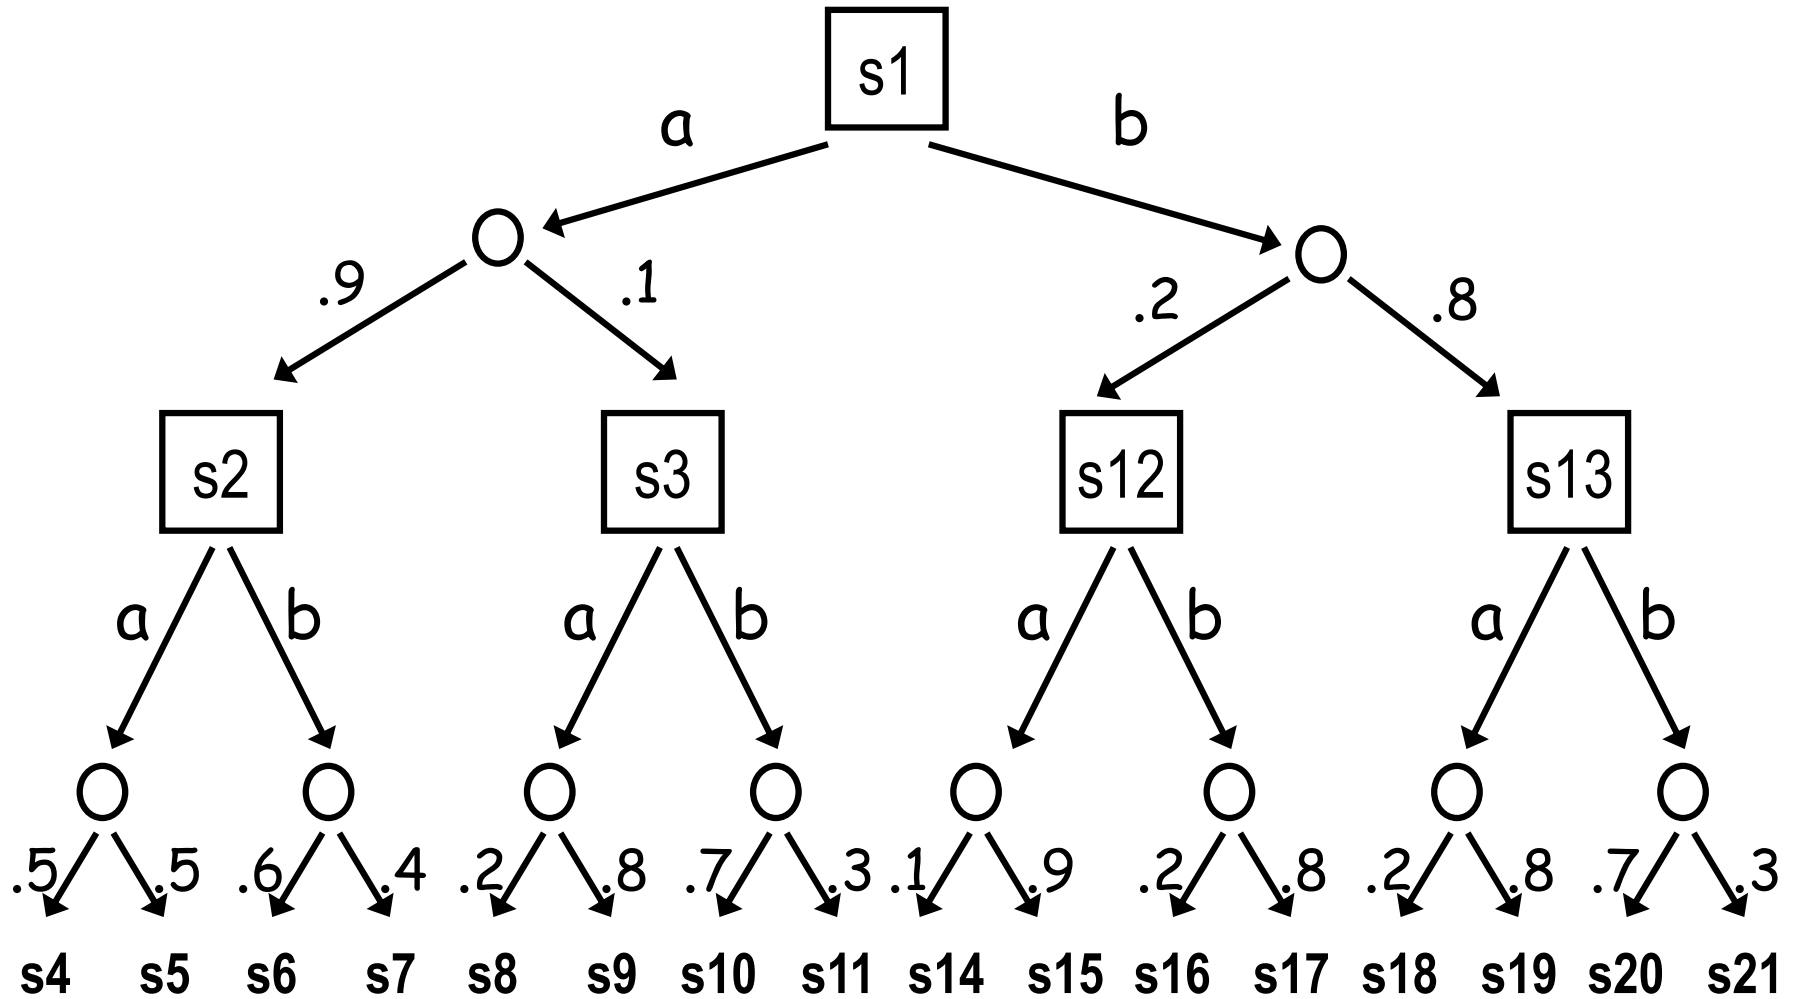 s1
a b
.9 .1 .2 .8
s2 s3 s12 s13
a b a b a b a b
.5 .5 .6 .4 .2 .8 .7 .3 .1 .9 .2 .8 .2 .8 .7 .3
s4 s5 s6 s7 s8 s9 s10 s11 s14 s15 s16 s17 s18 s19 s20 s21